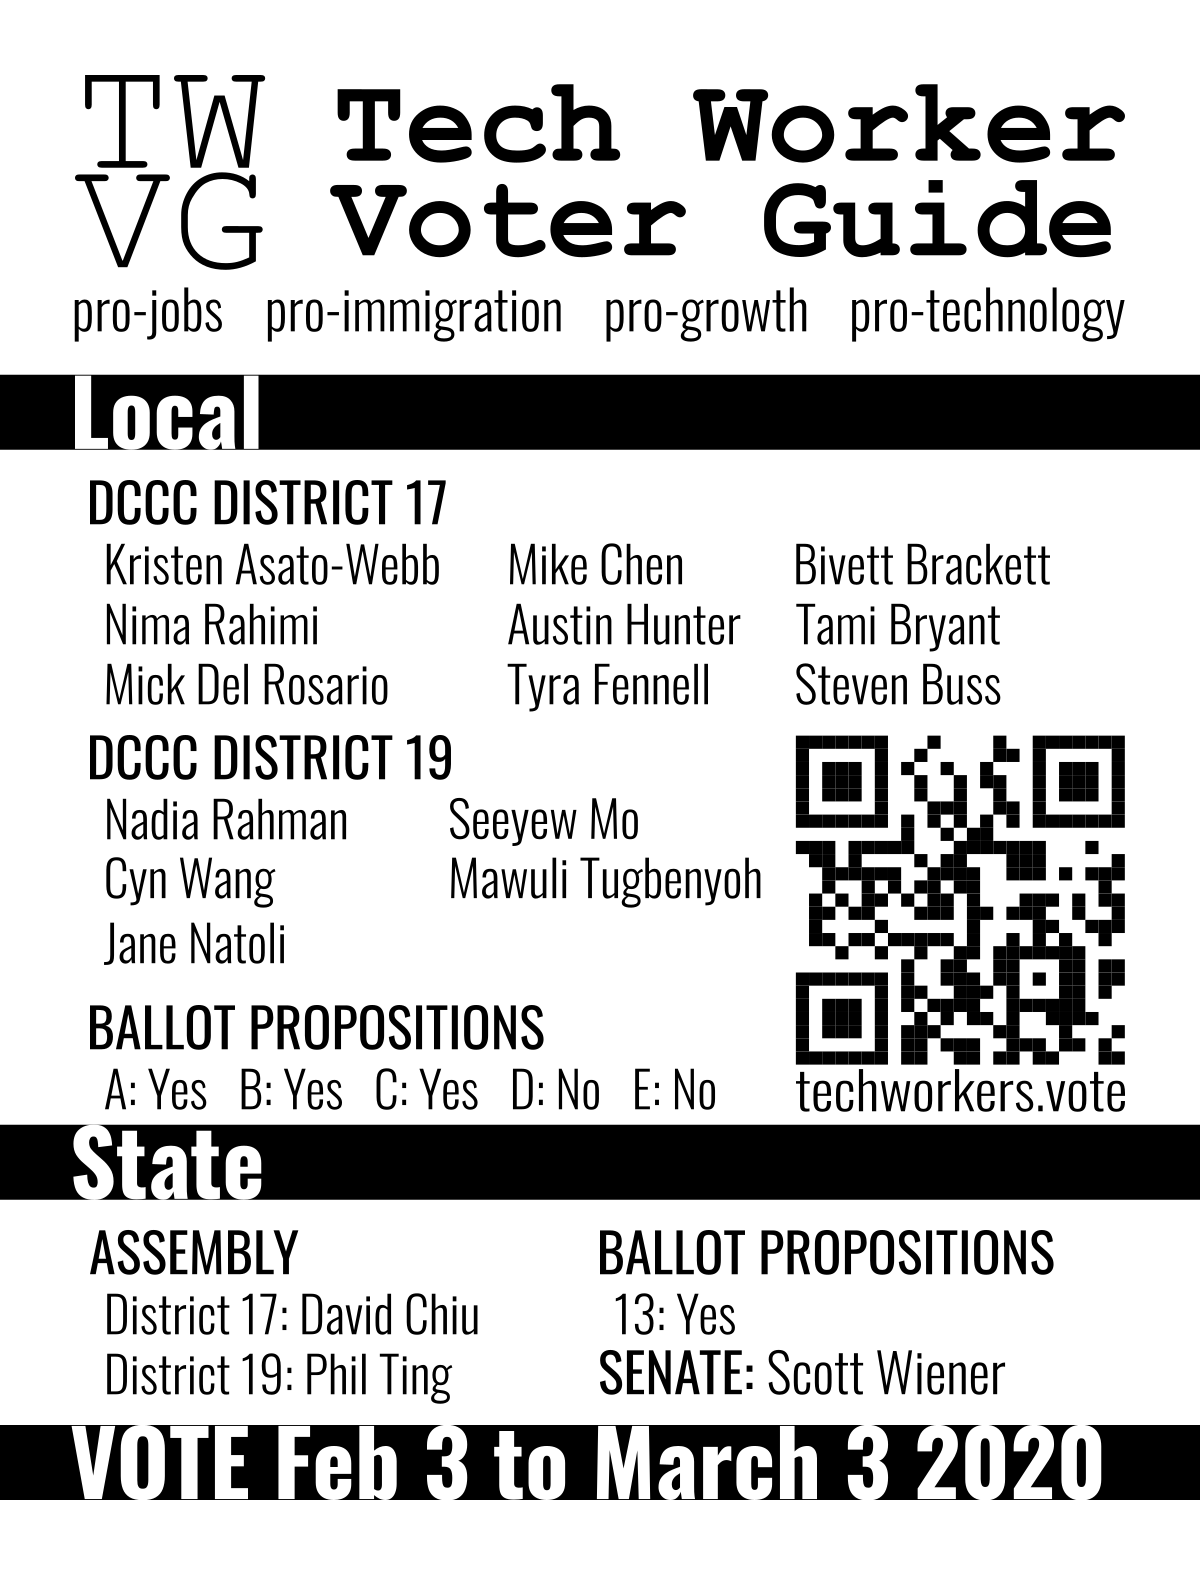 TW
VG
Tech Worker
Voter Guide
pro-jobs pro-immigration pro-growth pro-technology
Local
DCCC DISTRICT 17
Kristen Asato-Webb Mike Chen Bivett Brackett
Nima Rahimi Austin Hunter Tami Bryant
Mick Del Rosario Tyra Fennell Steven Buss
DCCC DISTRICT 19
Nadia Rahman Seeyew Mo
Cyn Wang Mawuli Tugbenyoh
Jane Natoli
BALLOT PROPOSITIONS
A: Yes B: Yes C: Yes D: No E: No
techworkers.vote
State
ASSEMBLY
District 17: David Chiu
District 19: Phil Ting
BALLOT PROPOSITIONS
13: Yes
SENATE: Scott Wiener
VOTE Feb 3 to March 3 2020